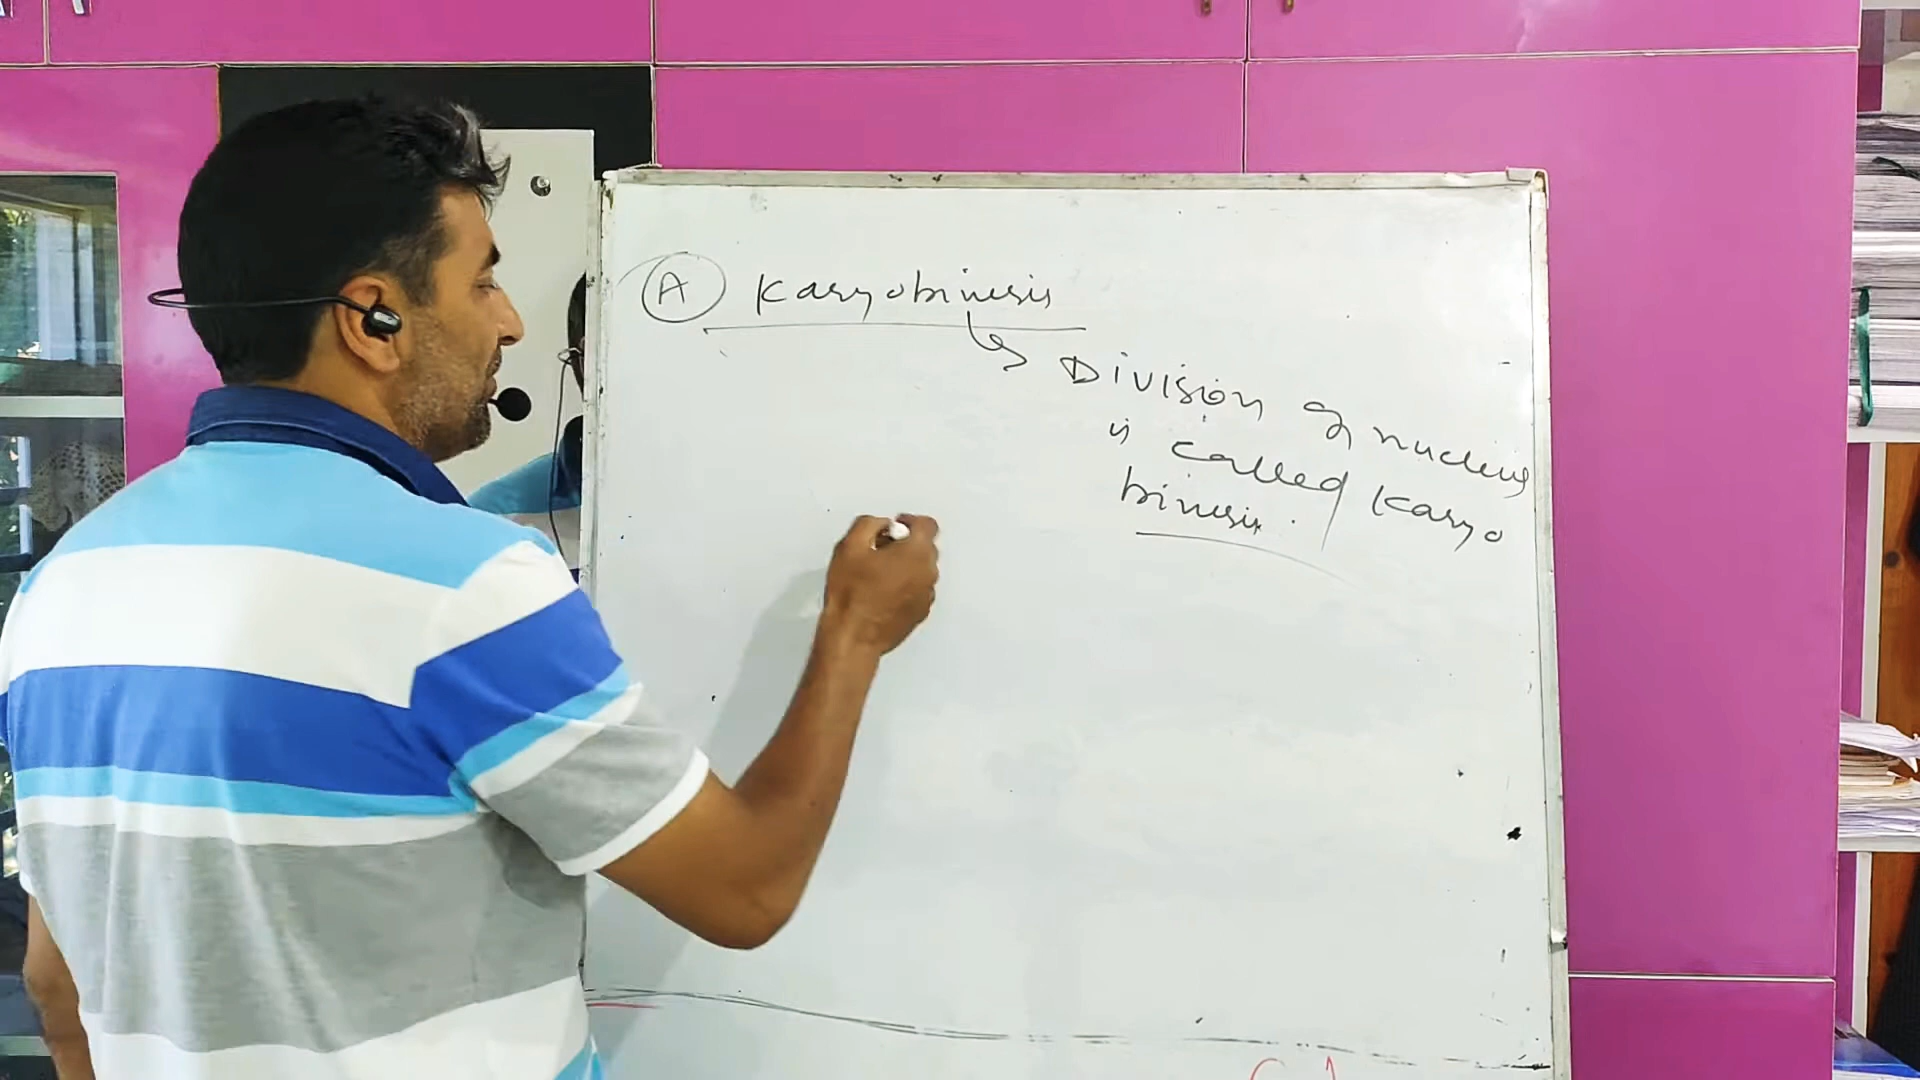 A Karyokinesis
Division of nucleus
is called Karyo
kinesis.